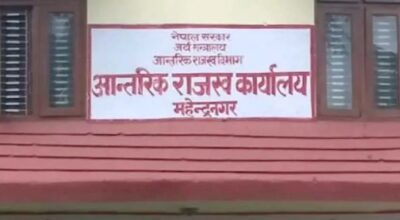 नेपाल सरकार
अर्थ मन्त्रालय
आन्तरिक राजस्व विभाग
आन्तरिक राजस्व कार्यालय
महेन्द्रनगर